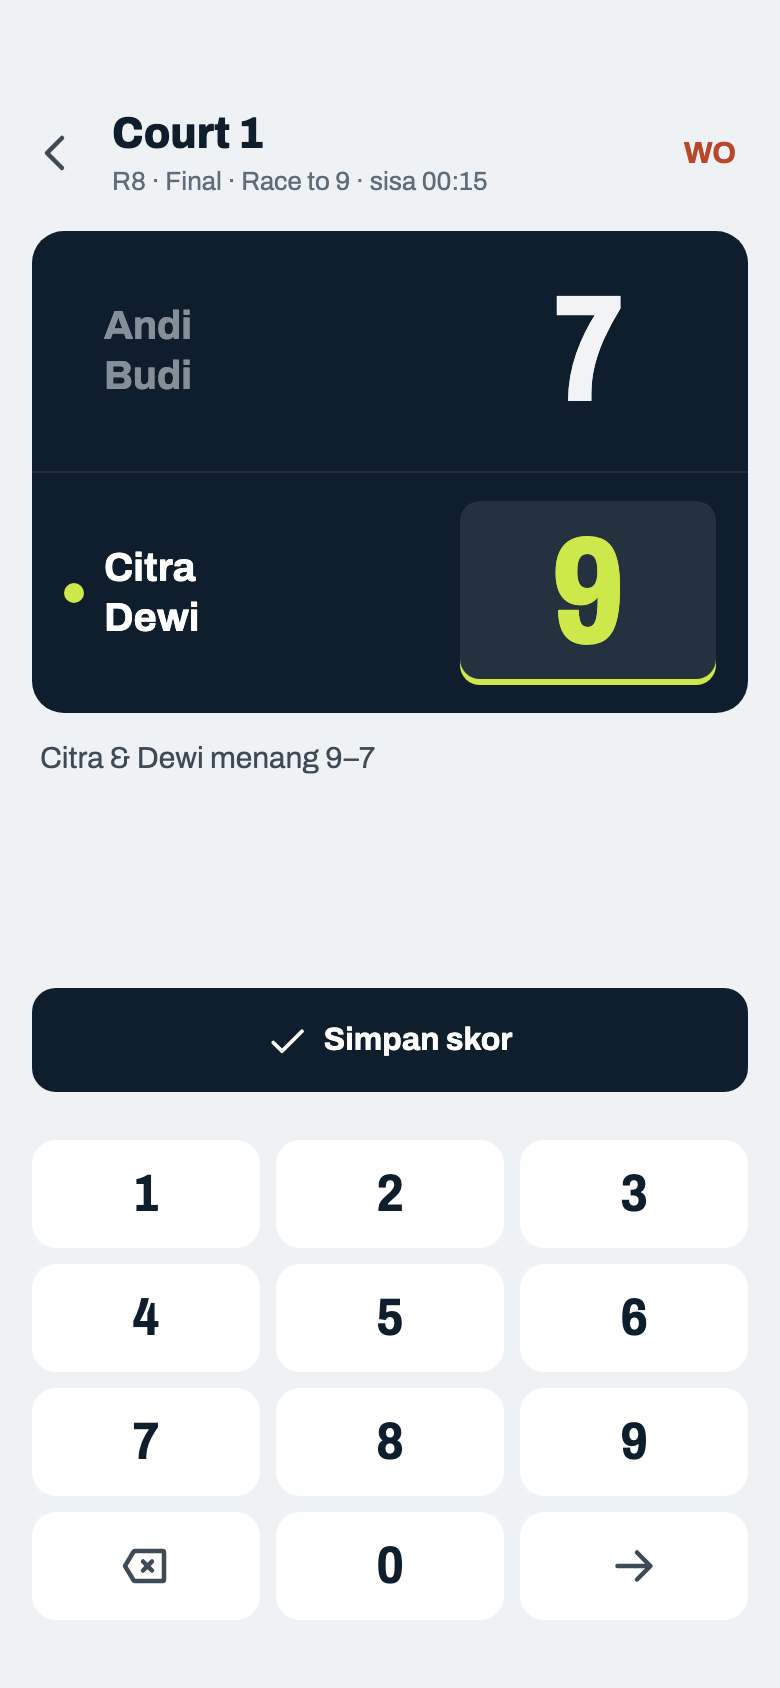 Court 1
R8 · Final · Race to 9 · sisa 00:15
WO
Andi
Budi
7
Citra
Dewi
9
Citra & Dewi menang 9–7
Simpan skor
1 2 3
4 5 6
7 8 9
0